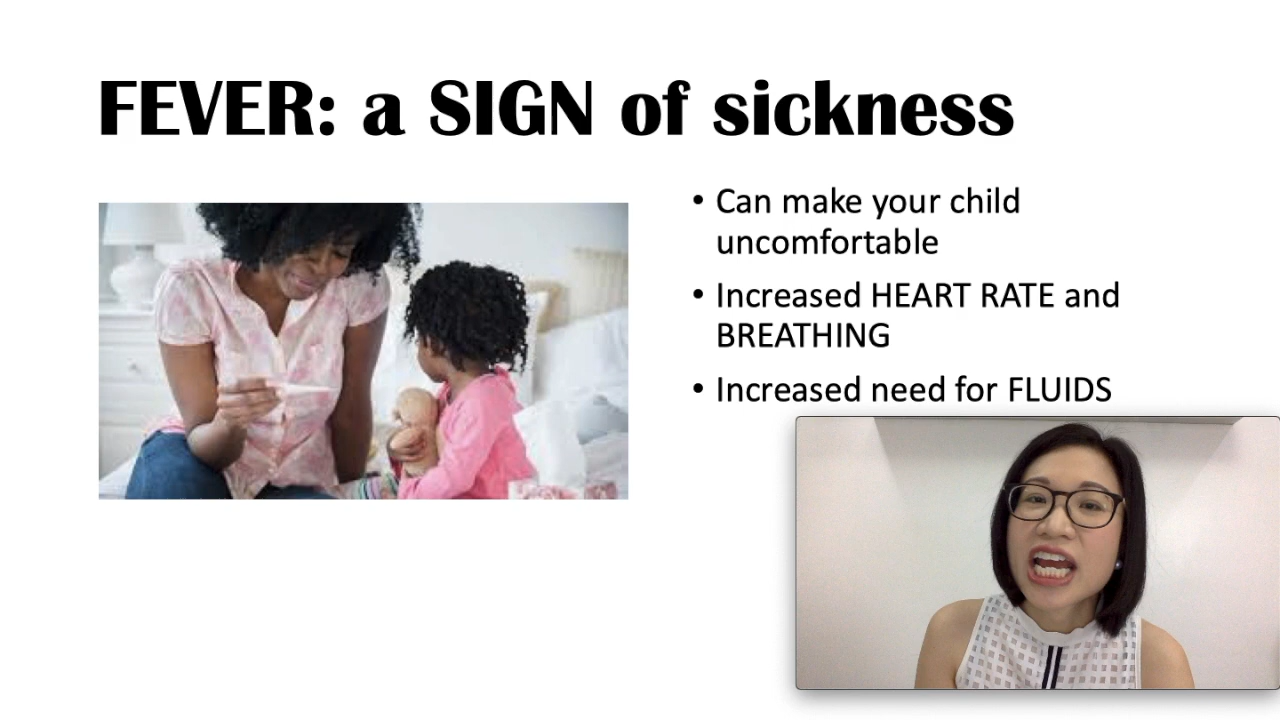 FEVER: a SIGN of sickness
• Can make your child
uncomfortable
• Increased HEART RATE and
BREATHING
• Increased need for FLUIDS